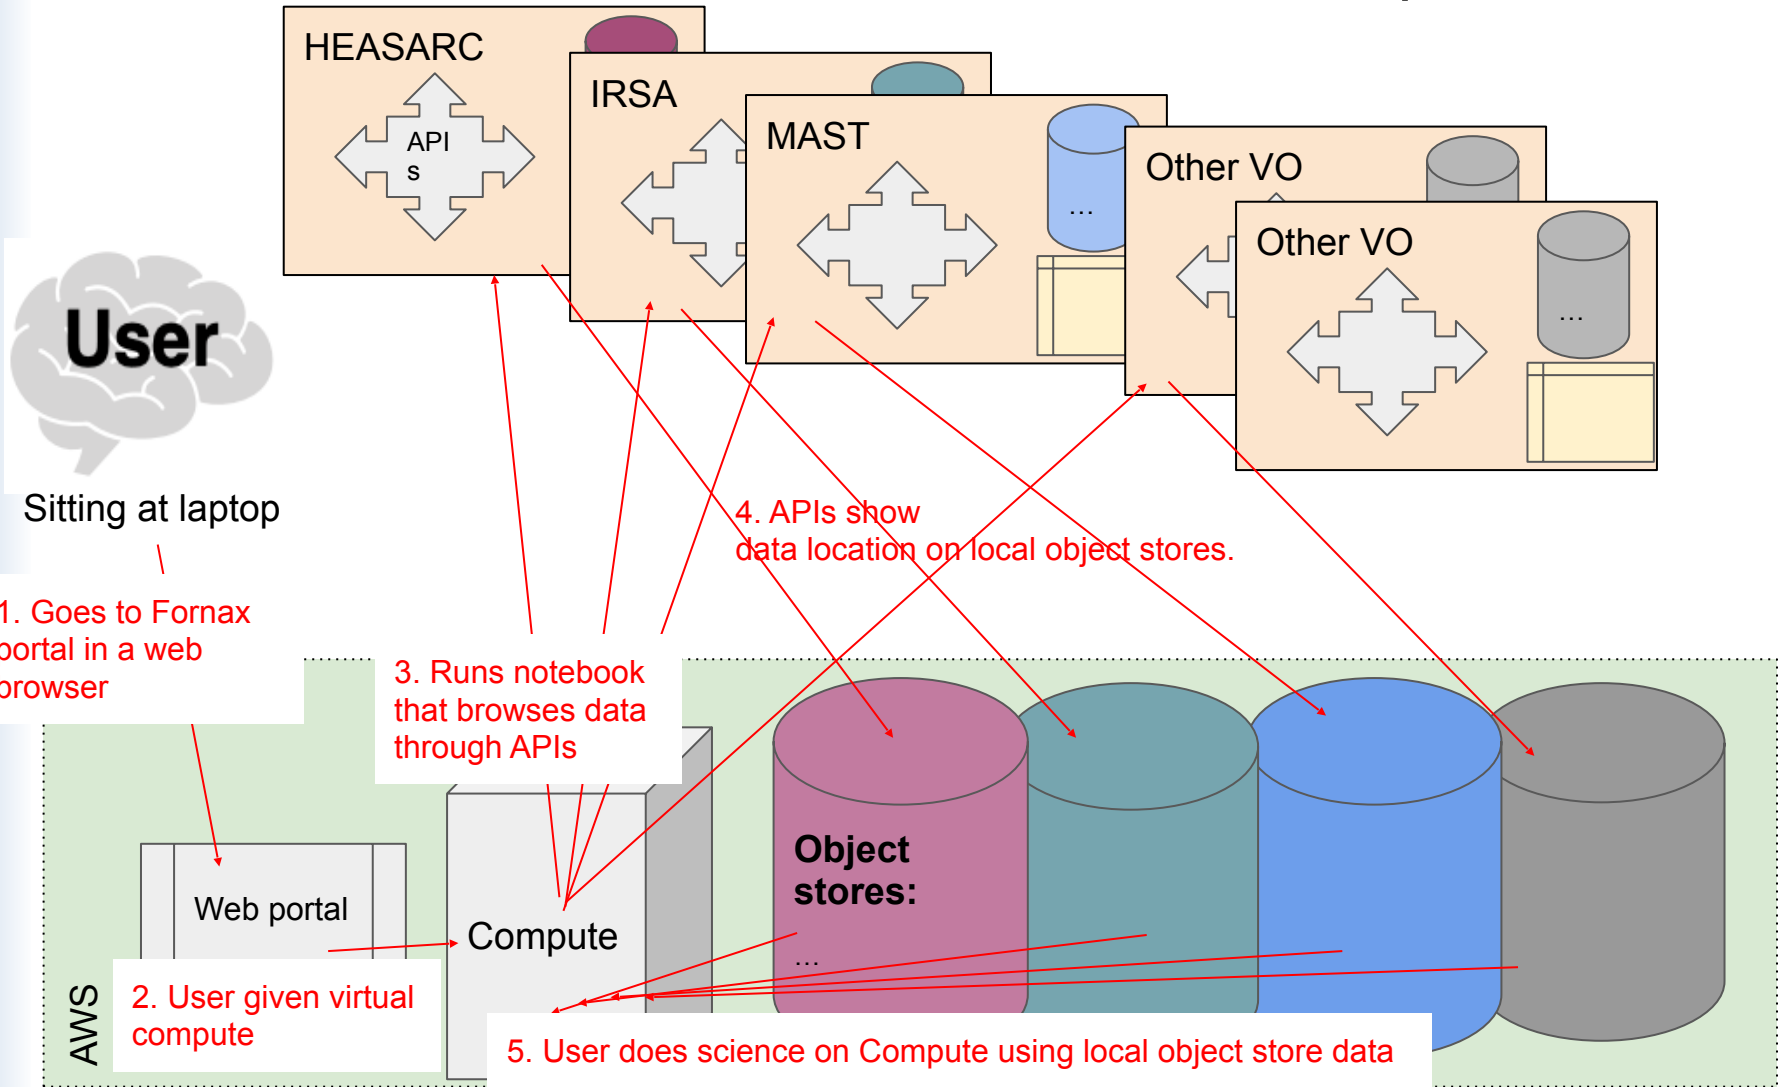 HEASARC
API
s
IRSA
MAST
...
Other VO
Other VO
...
User
Sitting at laptop
4. APIs show
data location on local object stores.
1. Goes to Fornax
portal in a web
browser
3. Runs notebook
that browses data
through APIs
Object
stores:
...
Web portal
Compute
AWS
2. User given virtual
compute
5. User does science on Compute using local object store data